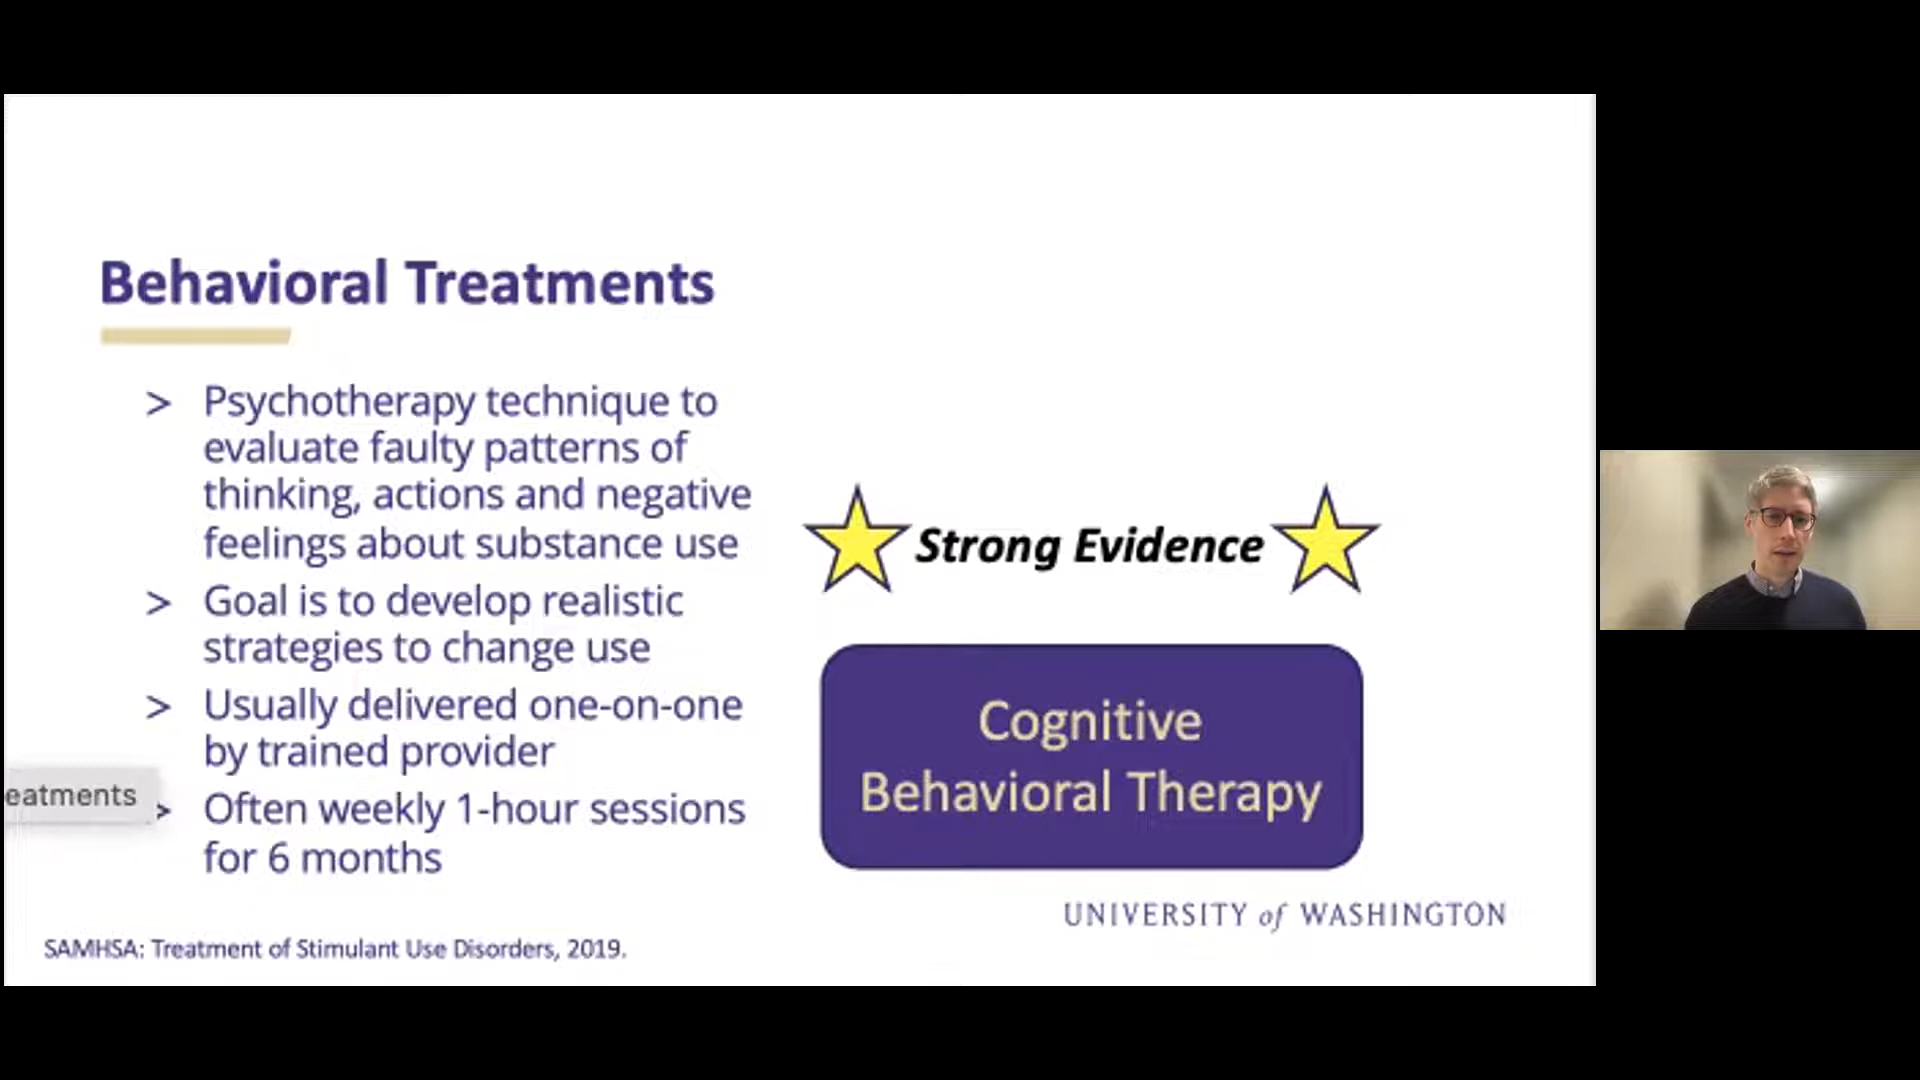 Behavioral Treatments
> Psychotherapy technique to
evaluate faulty patterns of
thinking, actions and negative
feelings about substance use
> Goal is to develop realistic
strategies to change use
> Usually delivered one-on-one
by trained provider
> Often weekly 1-hour sessions
for 6 months
eatments
Strong Evidence
Cognitive
Behavioral Therapy
UNIVERSITY of WASHINGTON
SAMHSA: Treatment of Stimulant Use Disorders, 2019.